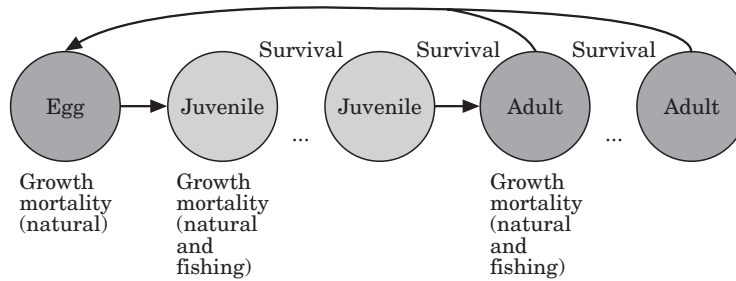 Survival
Survival
Survival
Egg
Juvenile
Juvenile
Adult
Adult
...
...
Growth
mortality
(natural)
Growth
mortality
(natural
and
fishing)
Growth
mortality
(natural
and
fishing)